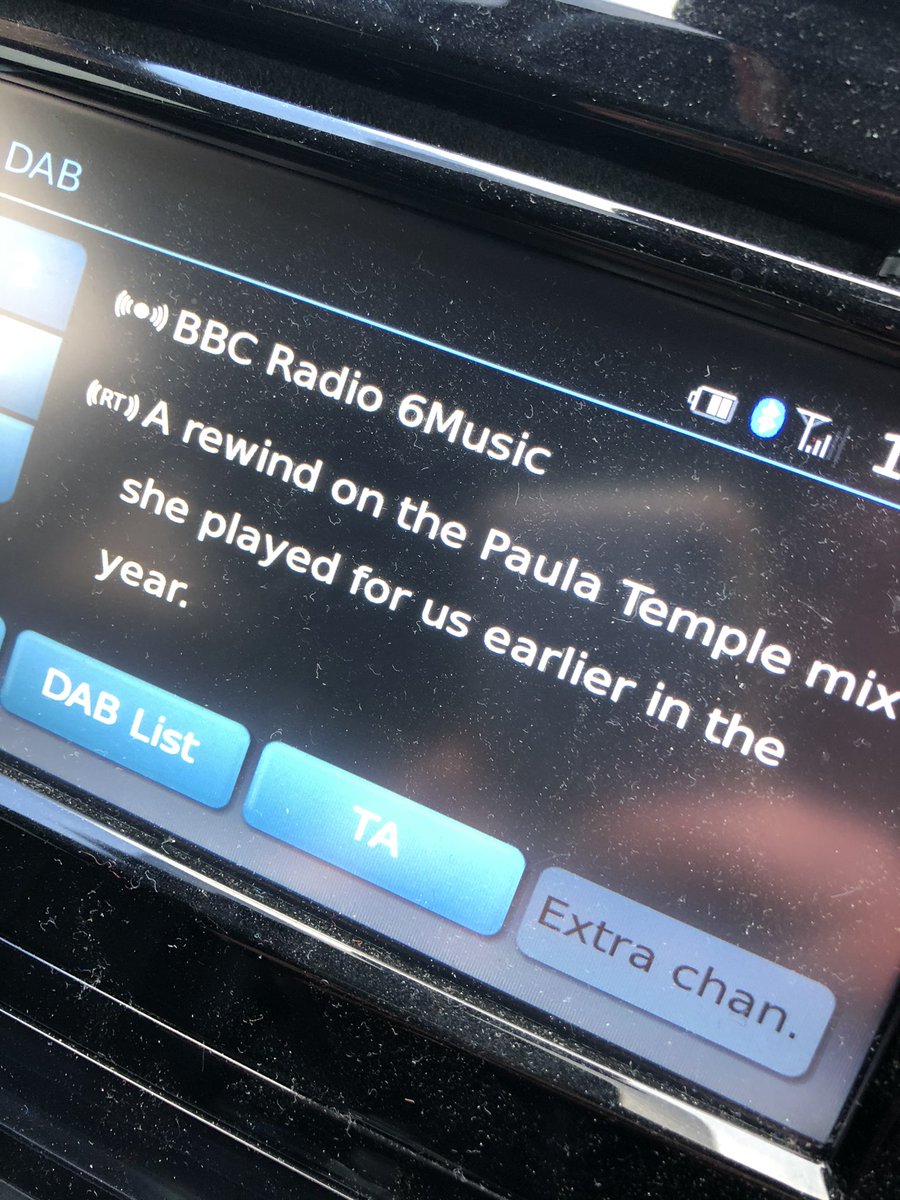 DAB
BBC Radio 6Music
RT A rewind on the Paula Temple mix
she played for us earlier in the
year.
DAB List
TA
Extra chan.